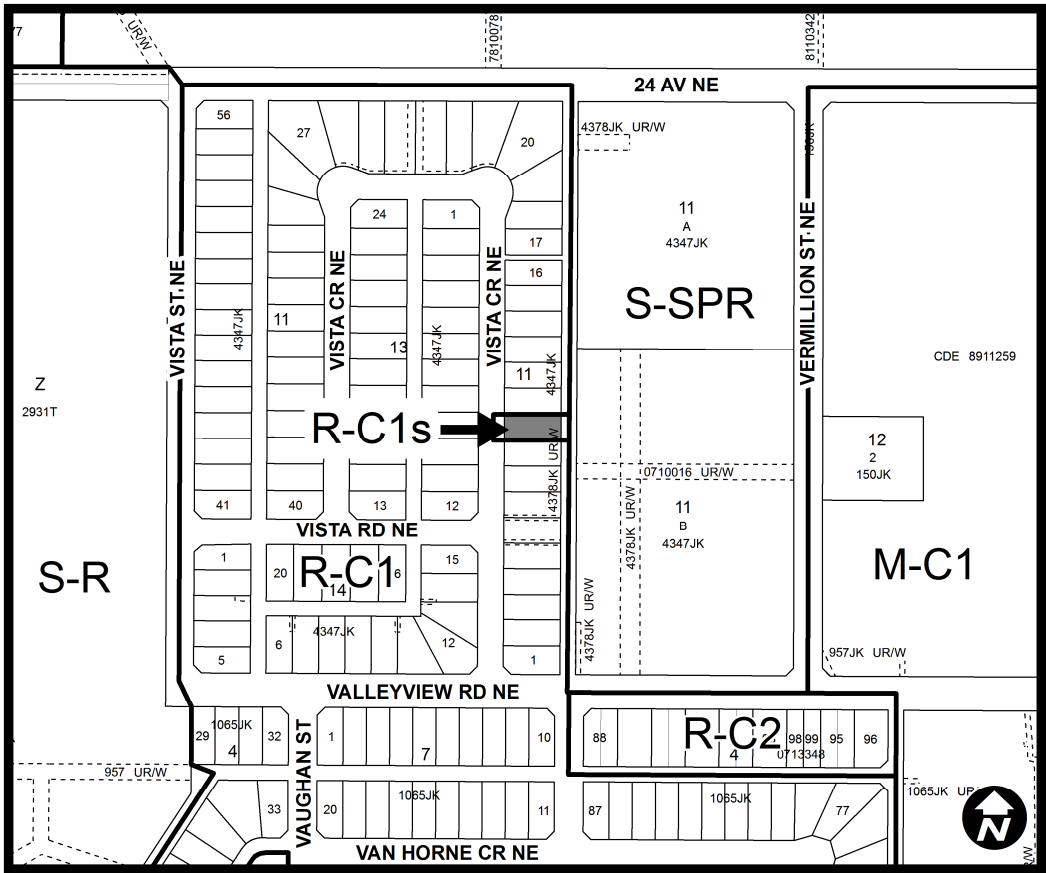 77
UR/W
7810078
8110342
24 AV NE
56
27
20
4378JK UR/W
150JK
24
1
17
16
11
A
4347JK
S-SPR
VISTA ST NE
VISTA CR NE
VISTA CR NE
VERMILLION ST NE
4347JK
11
13
4347JK
4347JK
11
CDE 8911259
Z
2931T
R-C1s
4378JK UR/W
12
2
150JK
0710016 UR/W
41
40
13
12
4378JK UR/W
11
B
4347JK
VISTA RD NE
S-R
1
20
R-C1
6
14
15
M-C1
4378JK UR/W
4347JK
6
12
5
1
957JK UR/W
VALLEYVIEW RD NE
29
1065JK
4
32
VAUGHAN ST
1
7
10
88
R-C2
4
98
99
95
96
0713348
957 UR/W
33
20
1065JK
11
87
1065JK
77
1065JK
N
UR/W
VAN HORNE CR NE